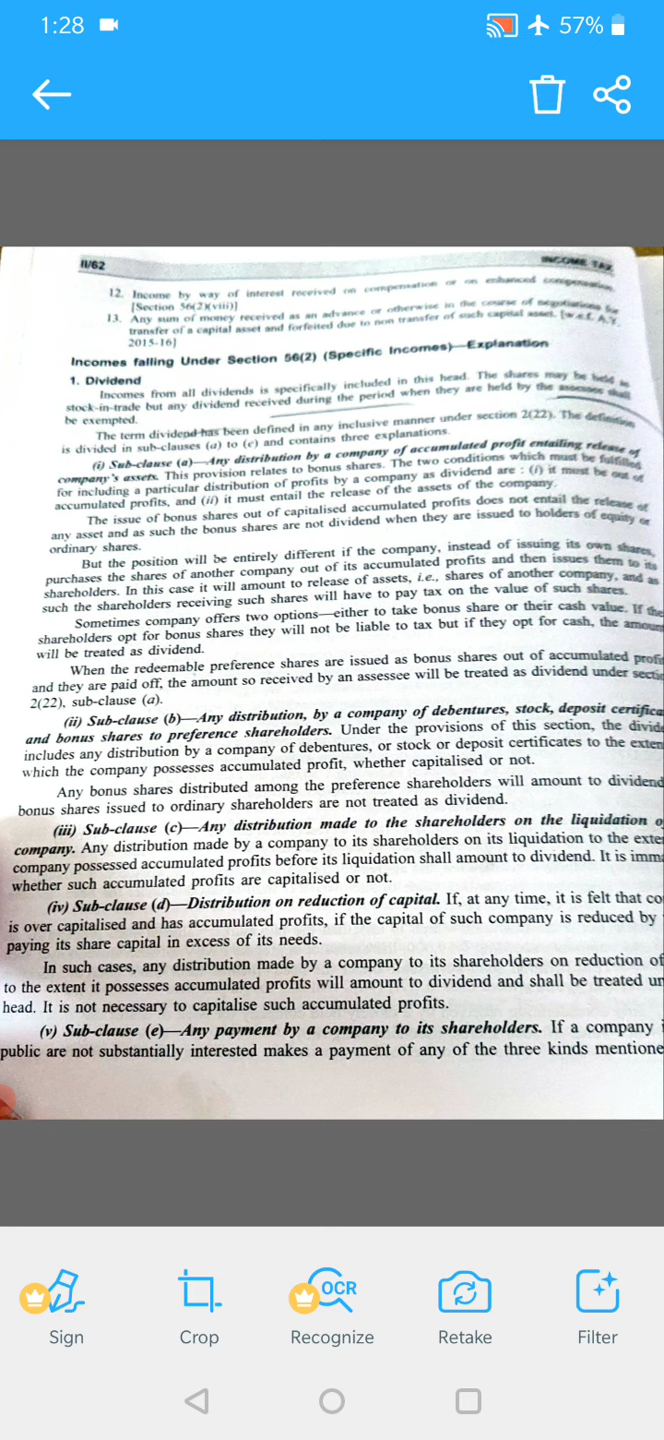 1:28
57%
II/62
INCOME TAX
12. Income by way of interest received on compensation or on enhanced compensation.
[Section 56(2)(viii)]
13. Any sum of money received as an advance or otherwise in the course of negotiations for
transfer of a capital asset and forfeited due to non transfer of such capital asset. [w.e.f. A.Y.
2015-16]
Incomes falling Under Section 56(2) (Specific Incomes)—Explanation
1. Dividend
Incomes from all dividends is specifically included in this head. The shares may be held as
stock-in-trade but any dividend received during the period when they are held by the assessee shall
be exempted.
The term dividend has been defined in any inclusive manner under section 2(22). The definition
is divided in sub-clauses (a) to (e) and contains three explanations.
(i) Sub-clause (a)—Any distribution by a company of accumulated profit entailing release of
company's assets. This provision relates to bonus shares. The two conditions which must be fulfilled
for including a particular distribution of profits by a company as dividend are : (i) it must be out of
accumulated profits, and (ii) it must entail the release of the assets of the company.
The issue of bonus shares out of capitalised accumulated profits does not entail the release of
any asset and as such the bonus shares are not dividend when they are issued to holders of equity or
ordinary shares.
But the position will be entirely different if the company, instead of issuing its own shares,
purchases the shares of another company out of its accumulated profits and then issues them to its
shareholders. In this case it will amount to release of assets, i.e., shares of another company, and as
such the shareholders receiving such shares will have to pay tax on the value of such shares.
Sometimes company offers two options—either to take bonus share or their cash value. If the
shareholders opt for bonus shares they will not be liable to tax but if they opt for cash, the amoun
will be treated as dividend.
When the redeemable preference shares are issued as bonus shares out of accumulated profi
and they are paid off, the amount so received by an assessee will be treated as dividend under secti
2(22), sub-clause (a).
(ii) Sub-clause (b)—Any distribution, by a company of debentures, stock, deposit certifica
and bonus shares to preference shareholders. Under the provisions of this section, the divide
includes any distribution by a company of debentures, or stock or deposit certificates to the exten
which the company possesses accumulated profit, whether capitalised or not.
Any bonus shares distributed among the preference shareholders will amount to dividend
bonus shares issued to ordinary shareholders are not treated as dividend.
(iii) Sub-clause (c)—Any distribution made to the shareholders on the liquidation o
company. Any distribution made by a company to its shareholders on its liquidation to the exte
company possessed accumulated profits before its liquidation shall amount to dividend. It is imma
whether such accumulated profits are capitalised or not.
(iv) Sub-clause (d)—Distribution on reduction of capital. If, at any time, it is felt that co
is over capitalised and has accumulated profits, if the capital of such company is reduced by
paying its share capital in excess of its needs.
In such cases, any distribution made by a company to its shareholders on reduction of
to the extent it possesses accumulated profits will amount to dividend and shall be treated un
head. It is not necessary to capitalise such accumulated profits.
(v) Sub-clause (e)—Any payment by a company to its shareholders. If a company i
public are not substantially interested makes a payment of any of the three kinds mentione
OCR
Sign
Crop
Recognize
Retake
Filter